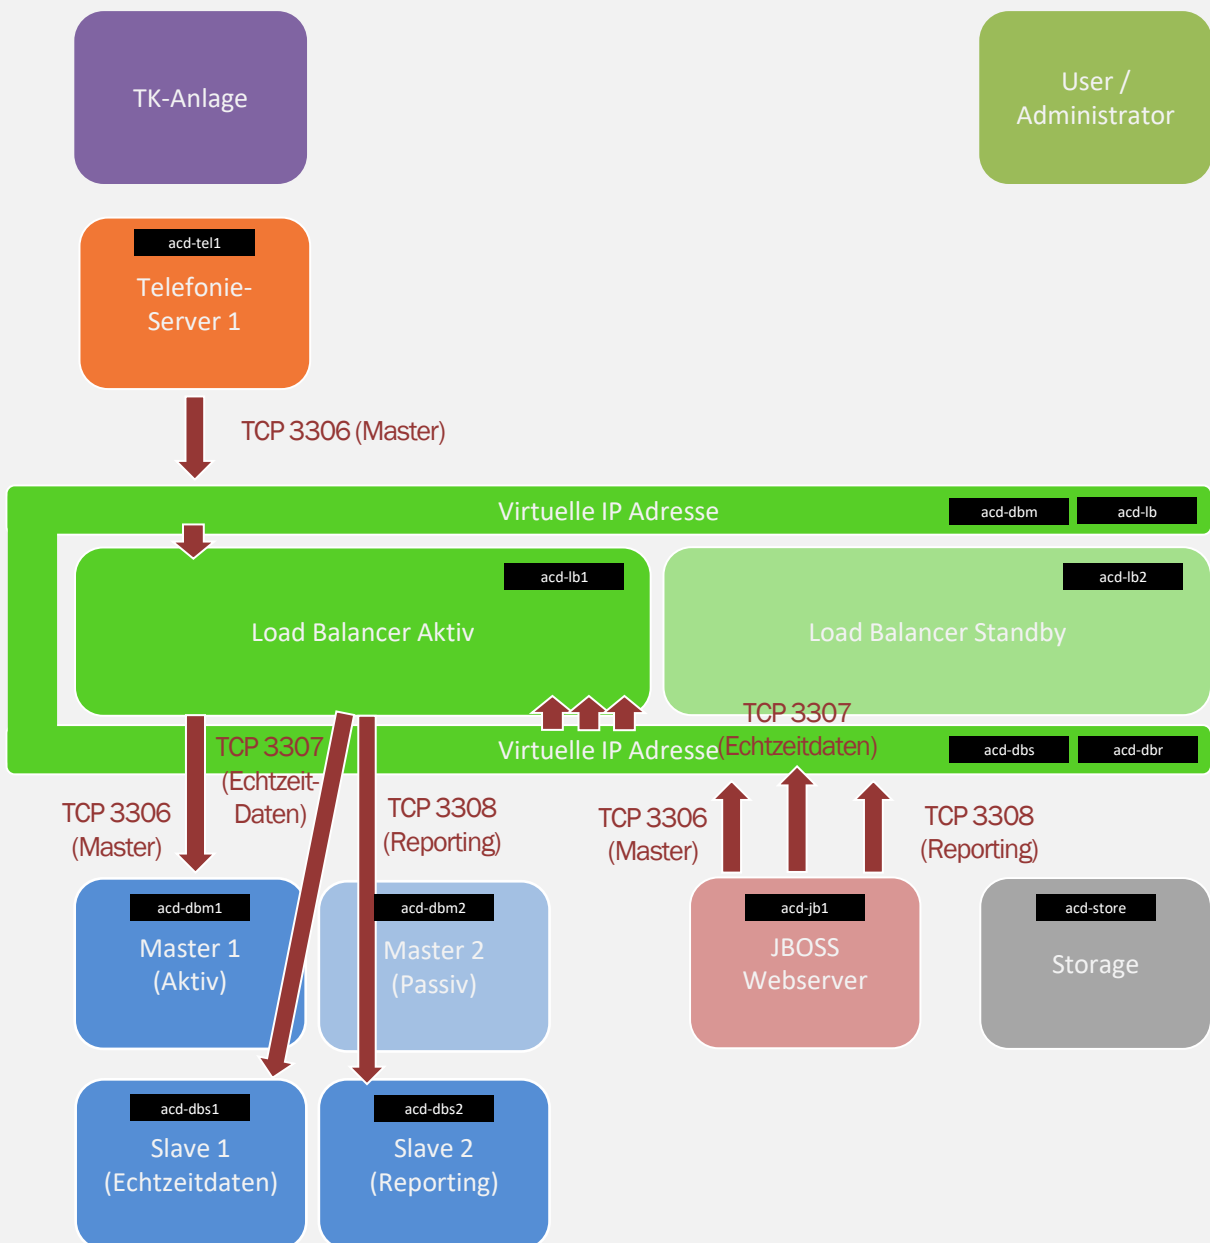 TK-Anlage
User /
Administrator
acd-tel1
Telefonie-
Server 1
TCP 3306 (Master)
Virtuelle IP Adresse
acd-dbm
acd-lb
acd-lb1
Load Balancer Aktiv
acd-lb2
Load Balancer Standby
Virtuelle IP Adresse
acd-dbs
acd-dbr
TCP 3306
(Master)
TCP 3307
(Echtzeit-
Daten)
TCP 3308
(Reporting)
TCP 3306
(Master)
TCP 3307
(Echtzeitdaten)
TCP 3308
(Reporting)
acd-dbm1
Master 1
(Aktiv)
acd-dbm2
Master 2
(Passiv)
acd-jb1
JBOSS
Webserver
acd-store
Storage
acd-dbs1
Slave 1
(Echtzeitdaten)
acd-dbs2
Slave 2
(Reporting)